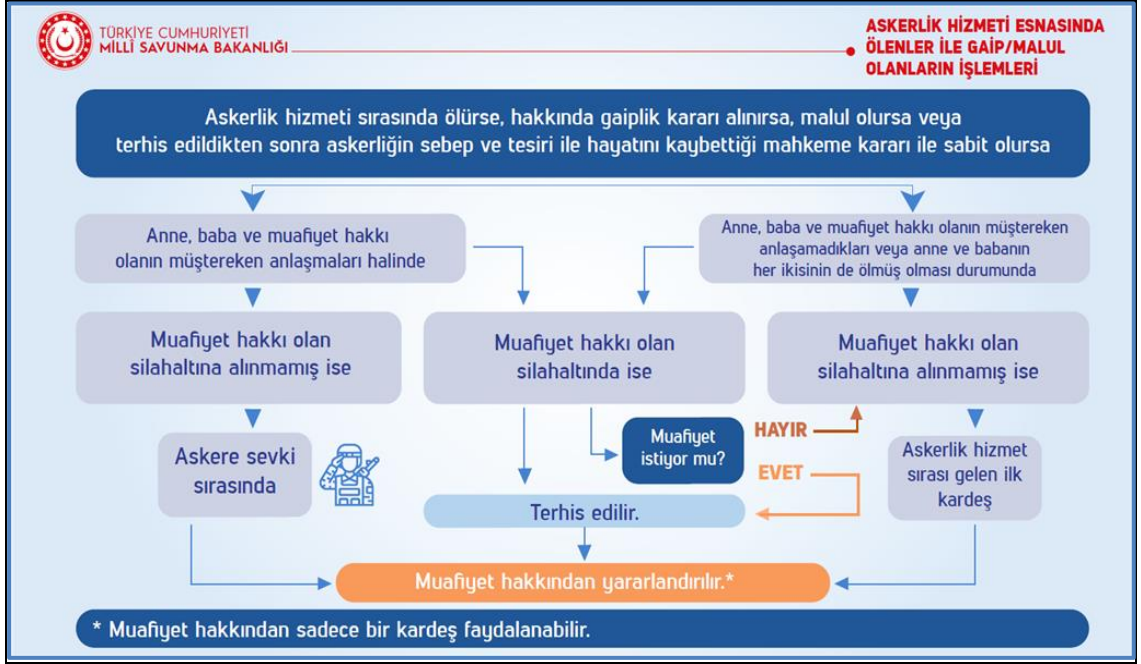 TÜRKİYE CUMHURİYETİ
MİLLÎ SAVUNMA BAKANLIĞI
ASKERLİK HİZMETİ ESNASINDA
ÖLENLER İLE GAİP/MALUL
OLANLARIN İŞLEMLERİ
Askerlik hizmeti sırasında ölürse, hakkında gaiplik kararı alınırsa, malul olursa veya
terhis edildikten sonra askerliğin sebep ve tesiri ile hayatını kaybettiği mahkeme kararı ile sabit olursa
Anne, baba ve muafiyet hakkı
olanın müştereken anlaşmaları halinde
Anne, baba ve muafiyet hakkı olanın müştereken
anlaşamadıkları veya anne ve babanın
her ikisinin de ölmüş olması durumunda
Muafiyet hakkı olan
silahaltına alınmamış ise
Muafiyet hakkı olan
silahaltında ise
Muafiyet hakkı olan
silahaltına alınmamış ise
Askere sevki
sırasında
Muafiyet
istiyor mu?
HAYIR
EVET
Askerlik hizmet
sırası gelen ilk
kardeş
Terhis edilir.
Muafiyet hakkından yararlandırılır.*
* Muafiyet hakkından sadece bir kardeş faydalanabilir.